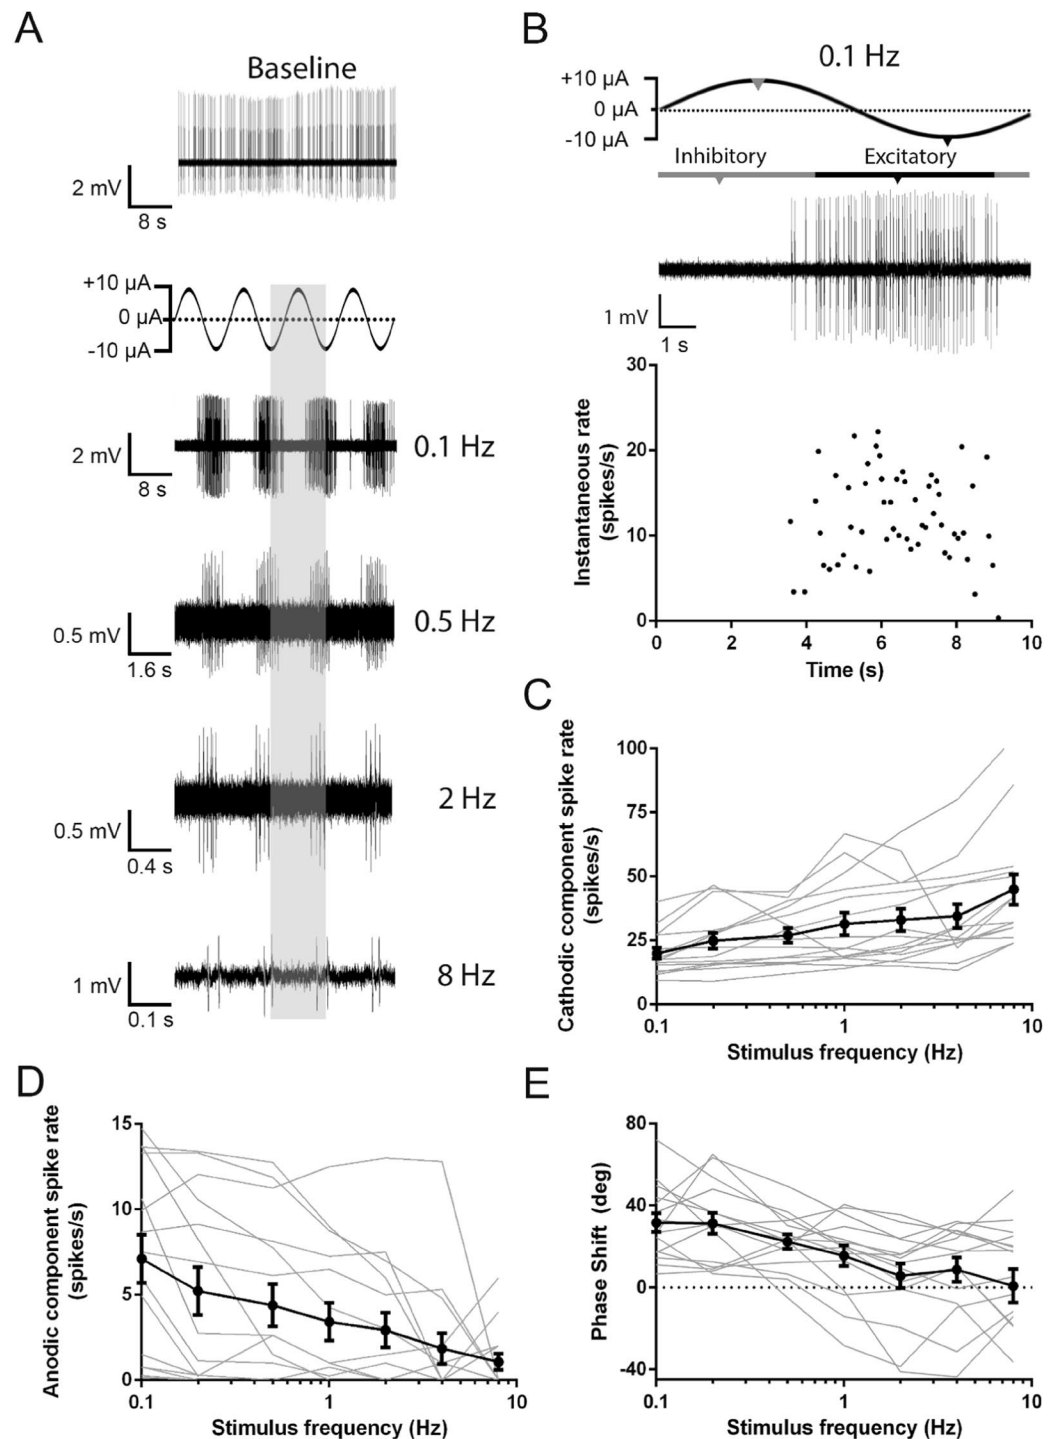 A
Baseline
2 mV
8 s
+10 µA
0 µA
-10 µA
2 mV
8 s
0.1 Hz
0.5 mV
1.6 s
0.5 Hz
0.5 mV
0.4 s
2 Hz
1 mV
0.1 s
8 Hz
B
0.1 Hz
+10 µA
0 µA
-10 µA
Inhibitory
Excitatory
1 mV
1 s
Instantaneous rate
(spikes/s)
30
20
10
0
0 2 4 6 8 10
Time (s)
C
Cathodic component spike rate
(spikes/s)
100
75
50
25
0
0.1 1 10
Stimulus frequency (Hz)
D
Anodic component spike rate
(spikes/s)
15
10
5
0
0.1 1 10
Stimulus frequency (Hz)
E
Phase Shift (deg)
80
40
0
-40
0.1 1 10
Stimulus frequency (Hz)